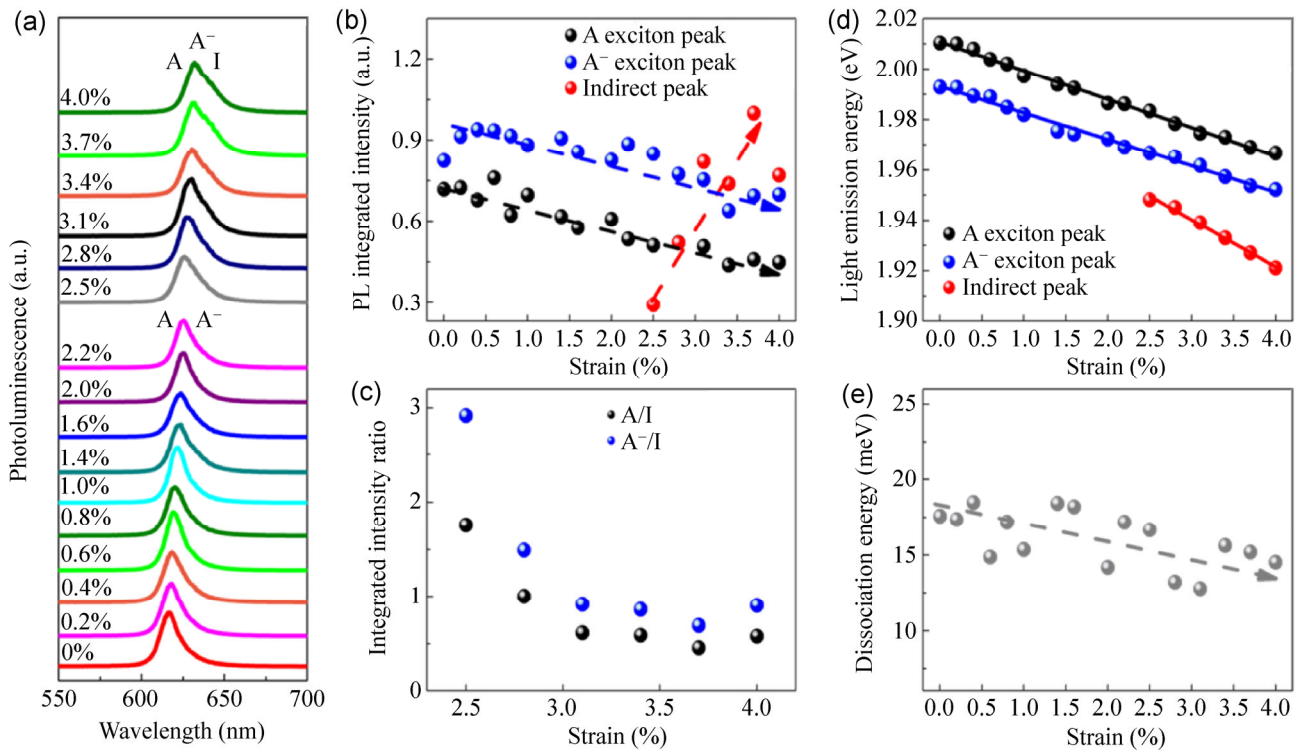 (a)
A⁻
A I
4.0%
3.7%
3.4%
3.1%
2.8%
2.5%
A A⁻
2.2%
2.0%
1.6%
1.4%
1.0%
0.8%
0.6%
0.4%
0.2%
0%
550 600 650 700
Wavelength (nm)
Photoluminescence (a.u.)
(b)
A exciton peak
A⁻ exciton peak
Indirect peak
1.2
0.9
0.6
0.3
0.0 0.5 1.0 1.5 2.0 2.5 3.0 3.5 4.0
Strain (%)
PL integrated intensity (a.u.)
(c)
A/I
A⁻/I
3
2
1
0
2.5 3.0 3.5 4.0
Strain (%)
Integrated intensity ratio
(d)
2.02
2.00
1.98
1.96
1.94
1.92
1.90
A exciton peak
A⁻ exciton peak
Indirect peak
0.0 0.5 1.0 1.5 2.0 2.5 3.0 3.5 4.0
Strain (%)
Light emission energy (eV)
(e)
25
20
15
10
0.0 0.5 1.0 1.5 2.0 2.5 3.0 3.5 4.0
Strain (%)
Dissociation energy (meV)